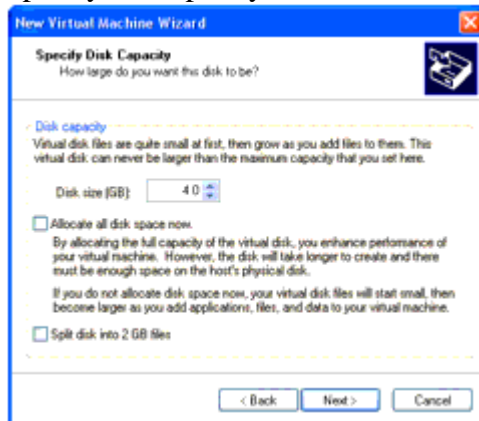 New Virtual Machine Wizard
Specify Disk Capacity
How large do you want this disk to be?
Disk capacity
Virtual disk files are quite small at first, then grow as you add files to them. This
virtual disk can never be larger than the maximum capacity that you set here.
Disk size (GB): 4.0
Allocate all disk space now.
By allocating the full capacity of the virtual disk, you enhance performance of
your virtual machine. However, the disk will take longer to create and there
must be enough space on the host's physical disk.
If you do not allocate disk space now, your virtual disk files will start small, then
become larger as you add applications, files, and data to your virtual machine.
Split disk into 2 GB files
< Back Next > Cancel